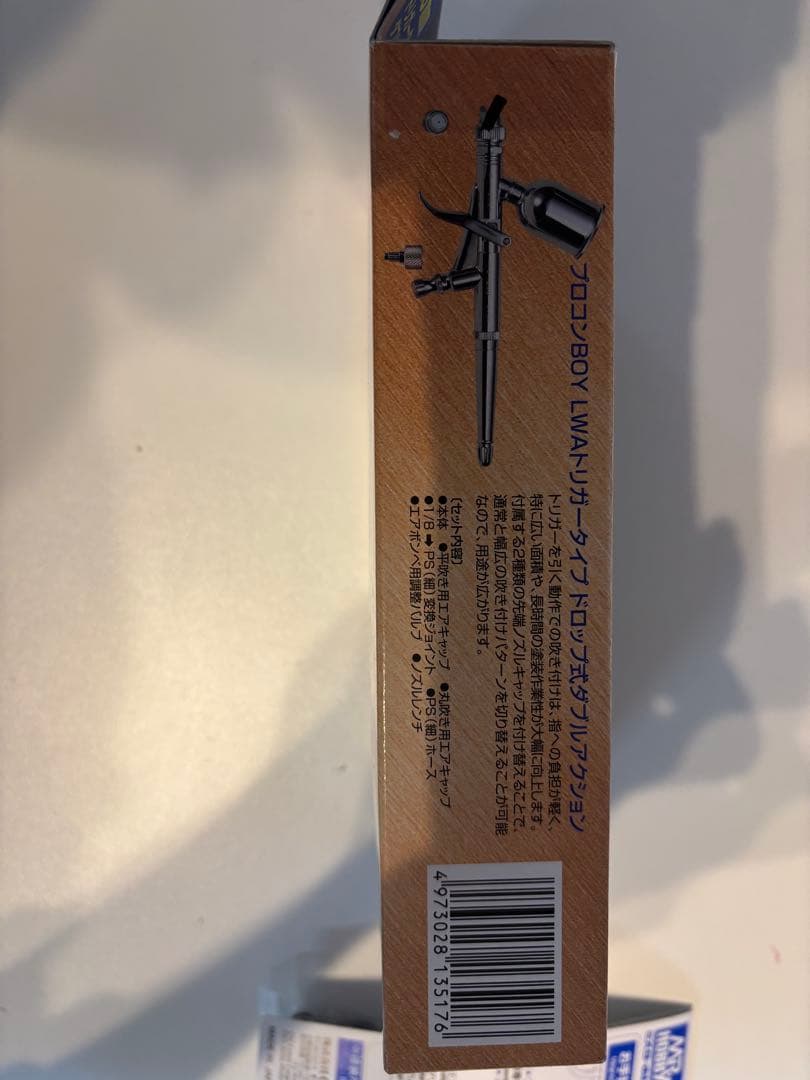 プロコンBOY LWAトリガータイプ ドロップ式ダブルアクション
トリガーを引く動作での吹き付けは、指への負担が軽く、
特に広い面積や、長時間の塗装作業性が大幅に向上します。
付属する2種類の先端ノズルキャップを付け替えることで、
通常と幅広の吹き付けパターンを切り替えることが可能
なので、用途が広がります。
〔セット内容〕
●本体 ●平吹き用エアキャップ ●丸吹き用エアキャップ
●1/8➡PS(細)変換ジョイント ●PS(細)ホース
●エアボンベ用調整バルブ ●ノズルレンチ
4 973028 135176
MR.
HOBBY